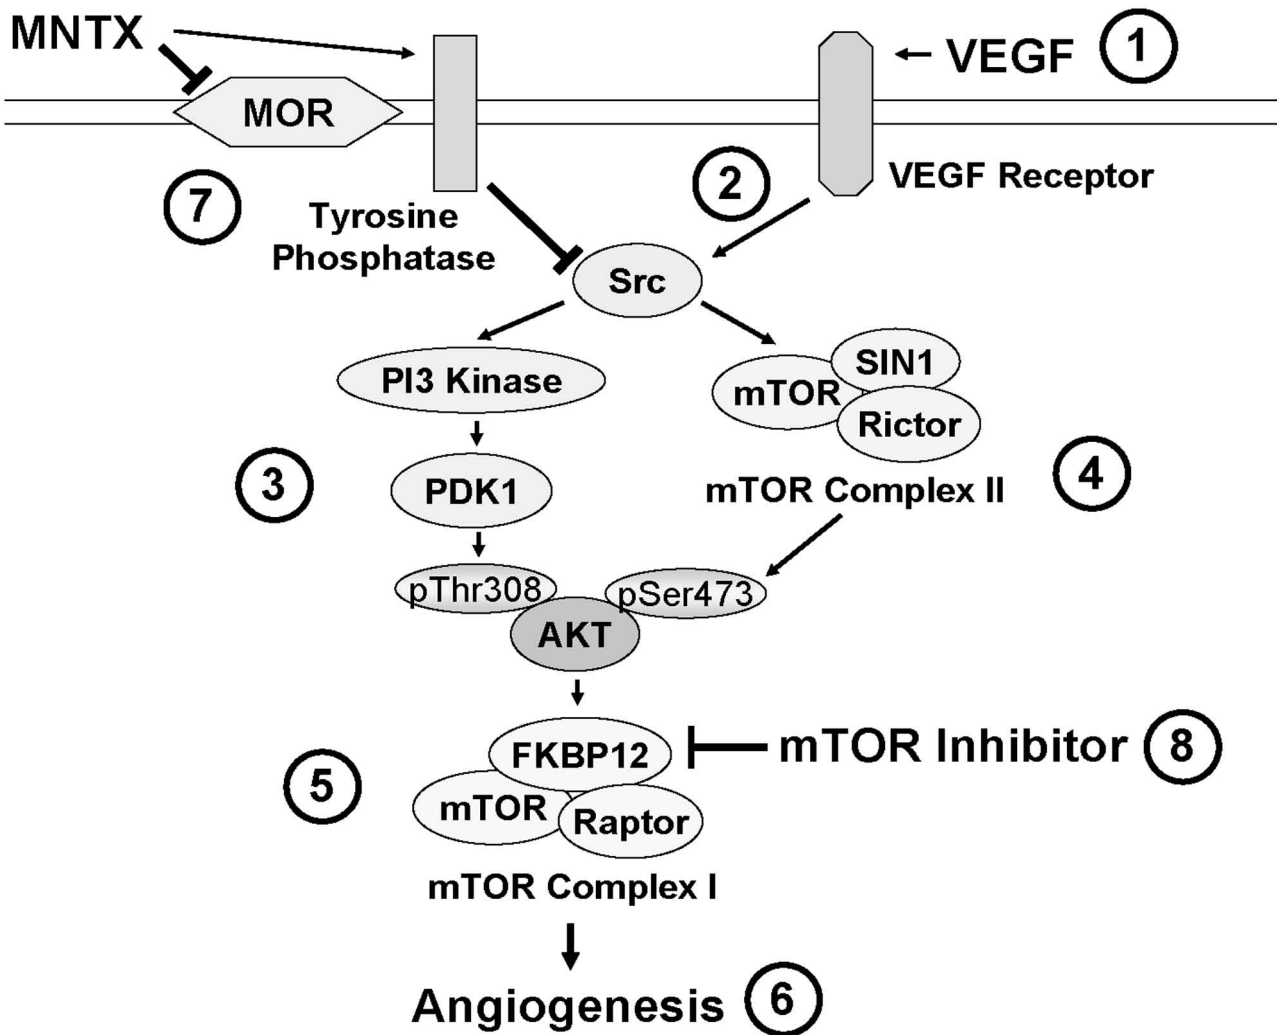 MNTX
VEGF
1
MOR
7
2
VEGF Receptor
Tyrosine
Phosphatase
Src
PI3 Kinase
SIN1
mTOR
Rictor
3
PDK1
mTOR Complex II
4
pThr308
pSer473
AKT
FKBP12
mTOR Inhibitor
8
5
mTOR
Raptor
mTOR Complex I
Angiogenesis
6